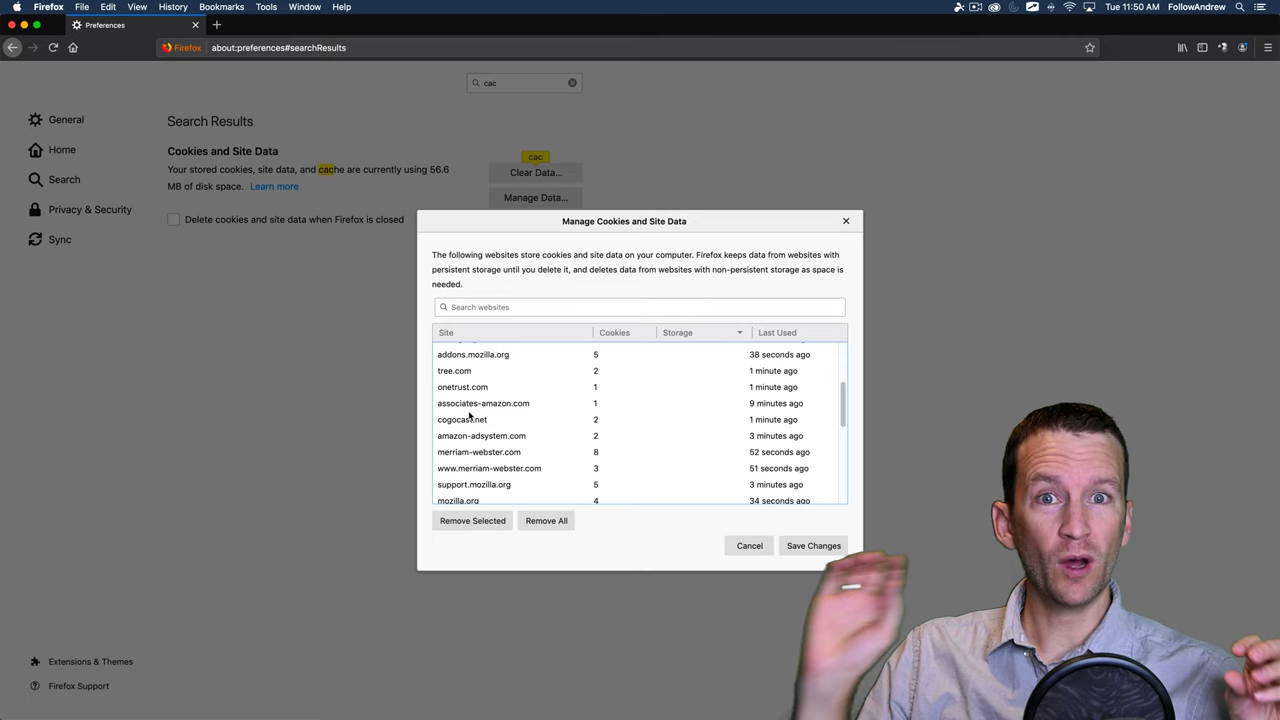 Firefox File Edit View History Bookmarks Tools Window Help Tue 11:50 AM FollowAndrew
Preferences
Firefox about:preferences#searchResults
cac
General
Home
Search
Privacy & Security
Sync
Search Results
Cookies and Site Data
Your stored cookies, site data, and cache are currently using 56.6
MB of disk space. Learn more
cac
Clear Data...
Manage Data...
Delete cookies and site data when Firefox is closed
Manage Cookies and Site Data
The following websites store cookies and site data on your computer. Firefox keeps data from websites with
persistent storage until you delete it, and deletes data from websites with non-persistent storage as space is
needed.
Search websites
Site Cookies Storage Last Used
addons.mozilla.org 5 38 seconds ago
tree.com 2 1 minute ago
onetrust.com 1 1 minute ago
associates-amazon.com 1 9 minutes ago
cogocast.net 2 1 minute ago
amazon-adsystem.com 2 3 minutes ago
merriam-webster.com 8 52 seconds ago
www.merriam-webster.com 3 51 seconds ago
support.mozilla.org 5 3 minutes ago
mozilla.org 4 34 seconds ago
Remove Selected Remove All
Cancel Save Changes
Extensions & Themes
Firefox Support